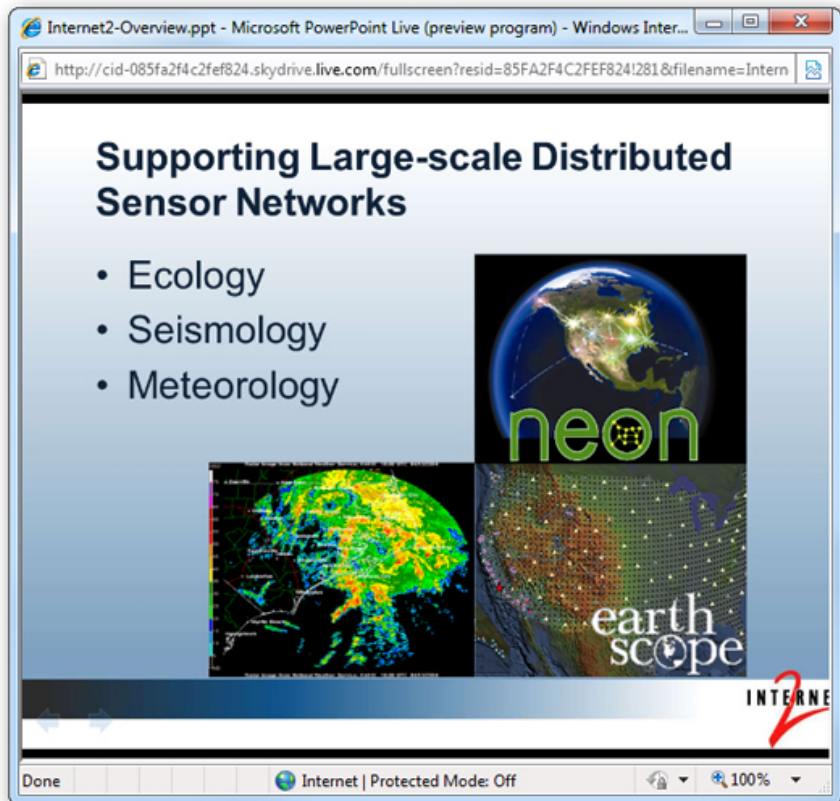 Internet2-Overview.ppt - Microsoft PowerPoint Live (preview program) - Windows Inter...
http://cid-085fa2f4c2fef824.skydrive.live.com/fullscreen?resid=85FA2F4C2FEF824!281&filename=Intern
Supporting Large-scale Distributed
Sensor Networks
• Ecology
• Seismology
• Meteorology
neon
earth
scope
INTERNE
2
Done
Internet | Protected Mode: Off
100%